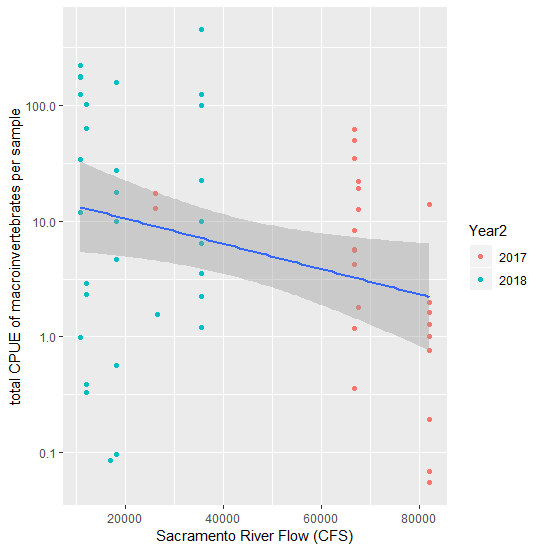 total CPUE of macroinvertebrates per sample
100.0
10.0
1.0
0.1
20000 40000 60000 80000
Sacramento River Flow (CFS)
Year2
2017
2018